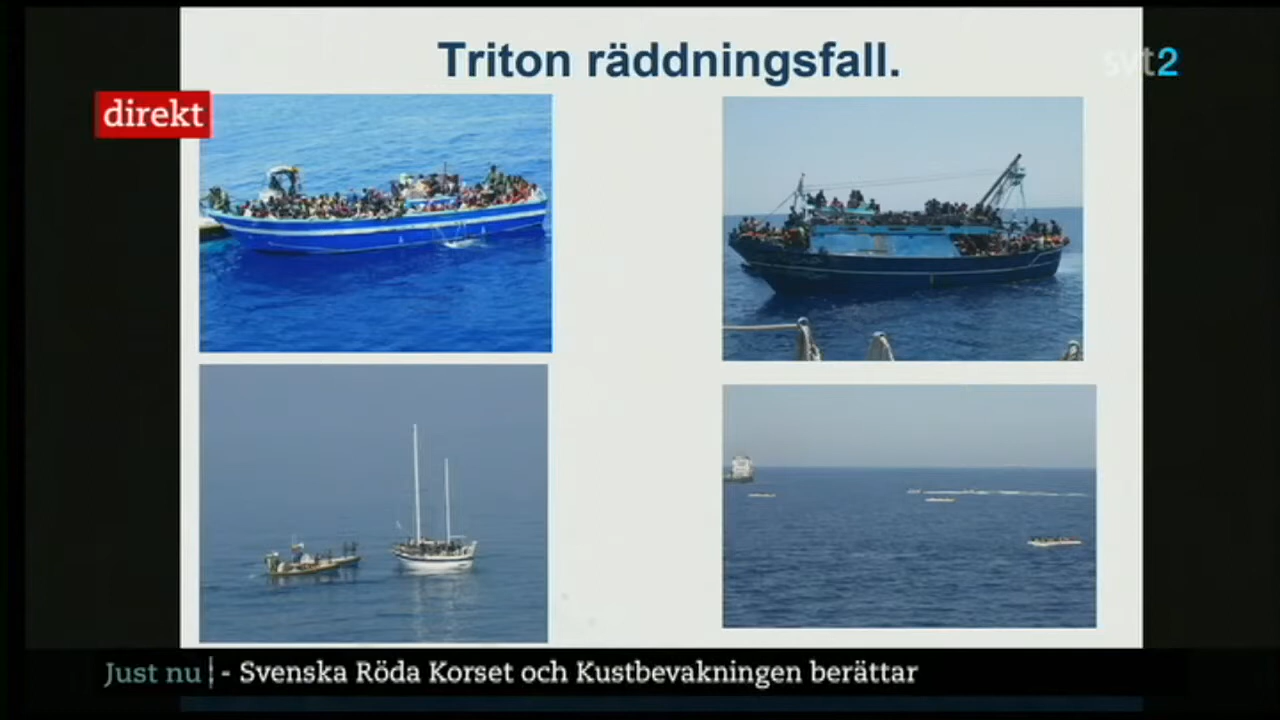 Triton räddningsfall.
svt2
direkt
Just nu - Svenska Röda Korset och Kustbevakningen berättar